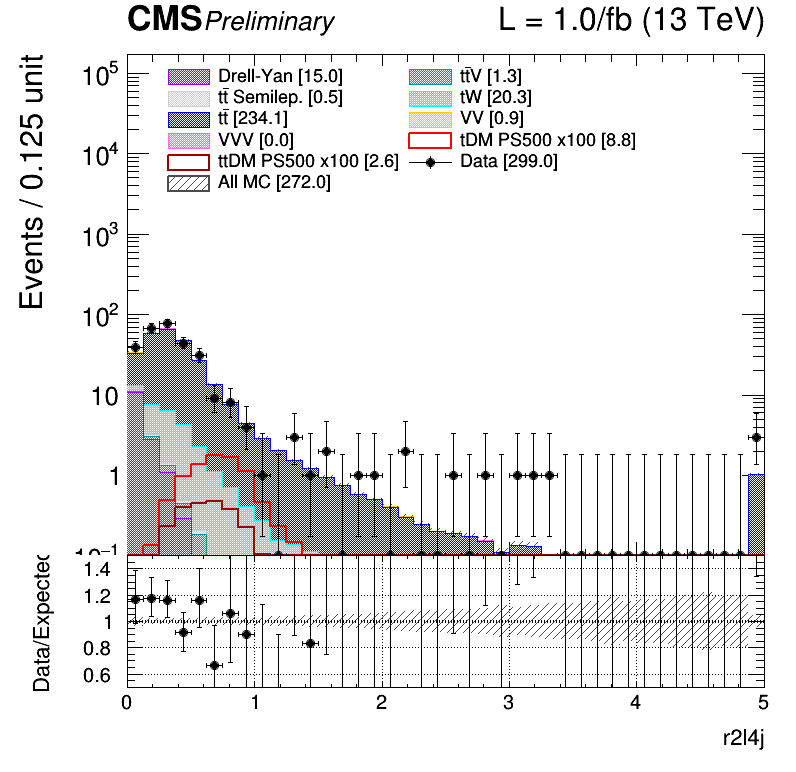 CMS Preliminary L = 1.0/fb (13 TeV)
Events / 0.125 unit
10⁵
10⁴
10³
10²
10
1
10⁻¹
Drell-Yan [15.0]
tt̄ Semilep. [0.5]
tt̄ [234.1]
VVV [0.0]
ttDM PS500 x100 [2.6]
All MC [272.0]
tt̄V [1.3]
tW [20.3]
VV [0.9]
tDM PS500 x100 [8.8]
Data [299.0]
Data/Expected
1.4
1.2
1
0.8
0.6
0 1 2 3 4 5
r2l4j